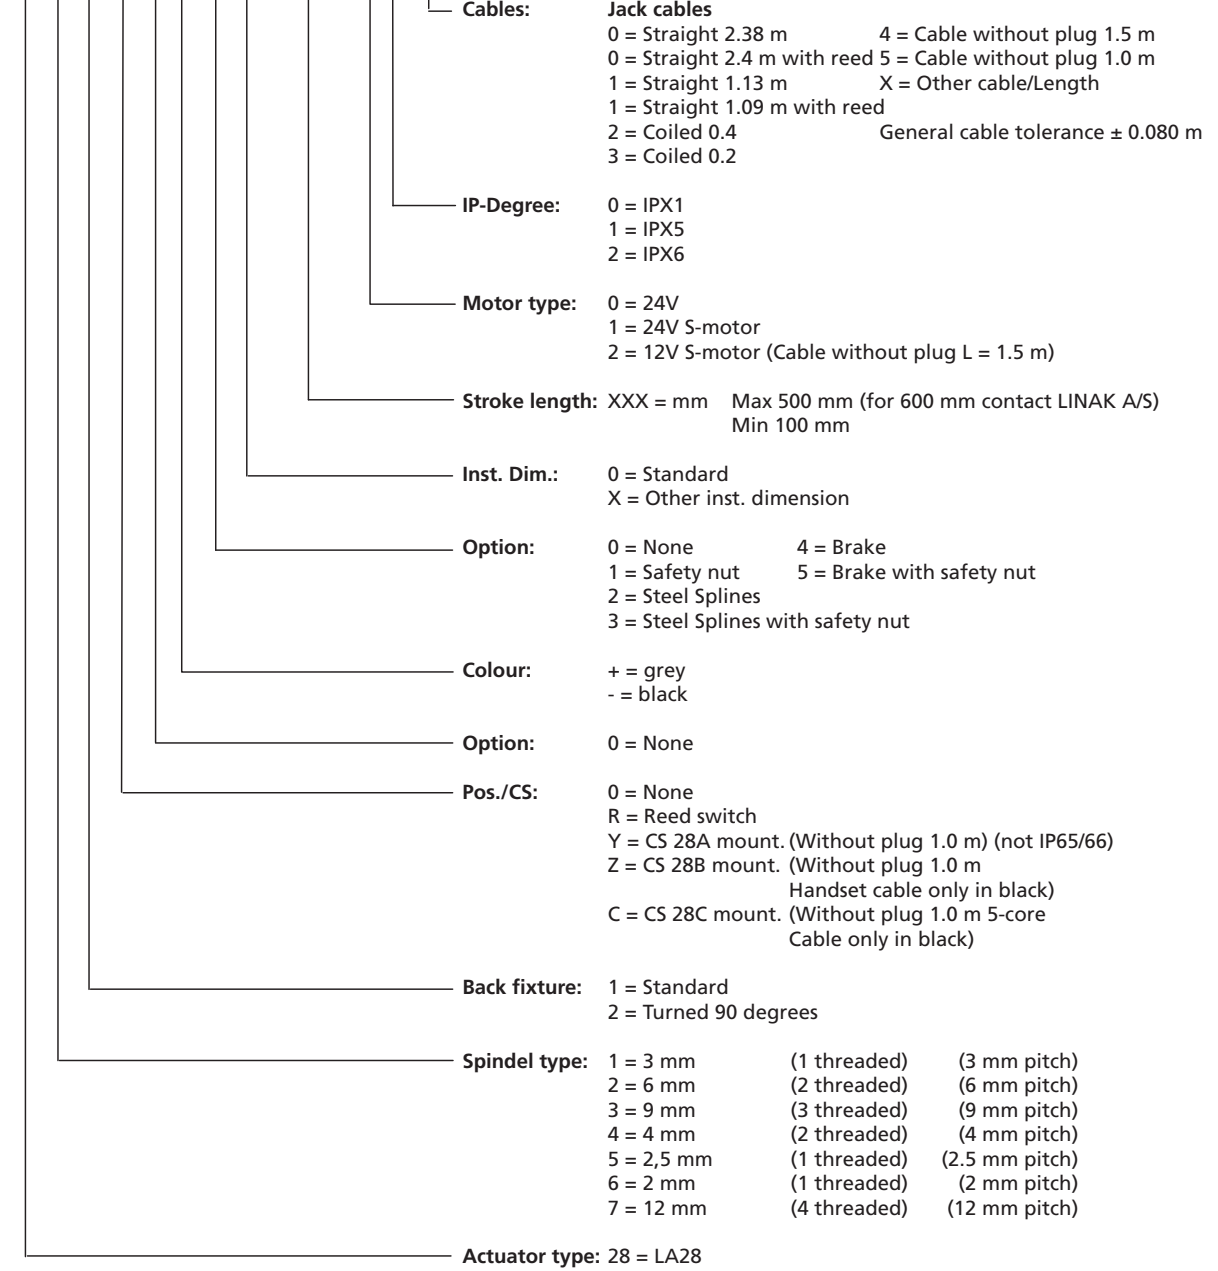 Cables: Jack cables
0 = Straight 2.38 m 4 = Cable without plug 1.5 m
0 = Straight 2.4 m with reed 5 = Cable without plug 1.0 m
1 = Straight 1.13 m X = Other cable/Length
1 = Straight 1.09 m with reed
2 = Coiled 0.4 General cable tolerance ± 0.080 m
3 = Coiled 0.2
IP-Degree: 0 = IPX1
1 = IPX5
2 = IPX6
Motor type: 0 = 24V
1 = 24V S-motor
2 = 12V S-motor (Cable without plug L = 1.5 m)
Stroke length: XXX = mm Max 500 mm (for 600 mm contact LINAK A/S)
Min 100 mm
Inst. Dim.: 0 = Standard
X = Other inst. dimension
Option: 0 = None 4 = Brake
1 = Safety nut 5 = Brake with safety nut
2 = Steel Splines
3 = Steel Splines with safety nut
Colour: + = grey
- = black
Option: 0 = None
Pos./CS: 0 = None
R = Reed switch
Y = CS 28A mount. (Without plug 1.0 m) (not IP65/66)
Z = CS 28B mount. (Without plug 1.0 m
Handset cable only in black)
C = CS 28C mount. (Without plug 1.0 m 5-core
Cable only in black)
Back fixture: 1 = Standard
2 = Turned 90 degrees
Spindel type: 1 = 3 mm (1 threaded) (3 mm pitch)
2 = 6 mm (2 threaded) (6 mm pitch)
3 = 9 mm (3 threaded) (9 mm pitch)
4 = 4 mm (2 threaded) (4 mm pitch)
5 = 2,5 mm (1 threaded) (2.5 mm pitch)
6 = 2 mm (1 threaded) (2 mm pitch)
7 = 12 mm (4 threaded) (12 mm pitch)
Actuator type: 28 = LA28